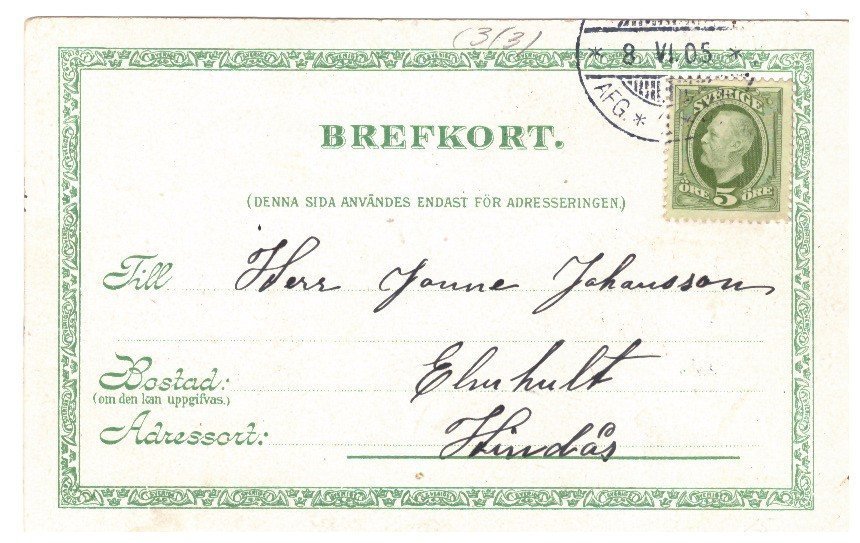 (3/3)
* 8 VI.05 *
AFG. *
SVERIGE
ÖRE 5 ÖRE
BREFKORT.
(DENNA SIDA ANVÄNDES ENDAST FÖR ADRESSERINGEN.)
Till Herr Jonne Johansson
Bostad: Elmhult
(om den kan uppgifvas.)
Adressort: Hindås